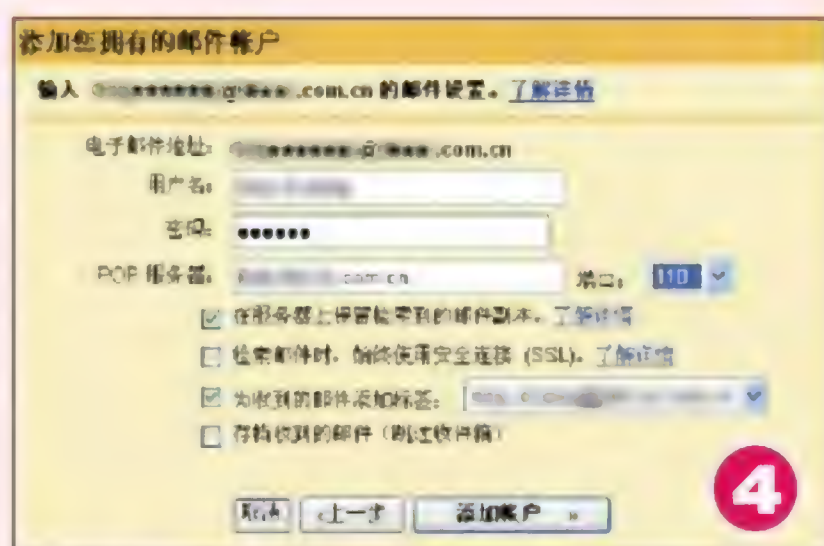 添加您拥有的邮件帐户
输入 .com.cn 的邮件设置。了解详情
电子邮件地址: .com.cn
用户名:
密码: ●●●●●●
POP 服务器: .com.cn 端口: 110
在服务器上保留检索到的邮件副本。了解详情
检索邮件时,始终使用安全连接 (SSL)。了解详情
为收到的邮件添加标签:
存档收到的邮件(跳过收件箱)
取消 «上一步 添加帐户 »
4